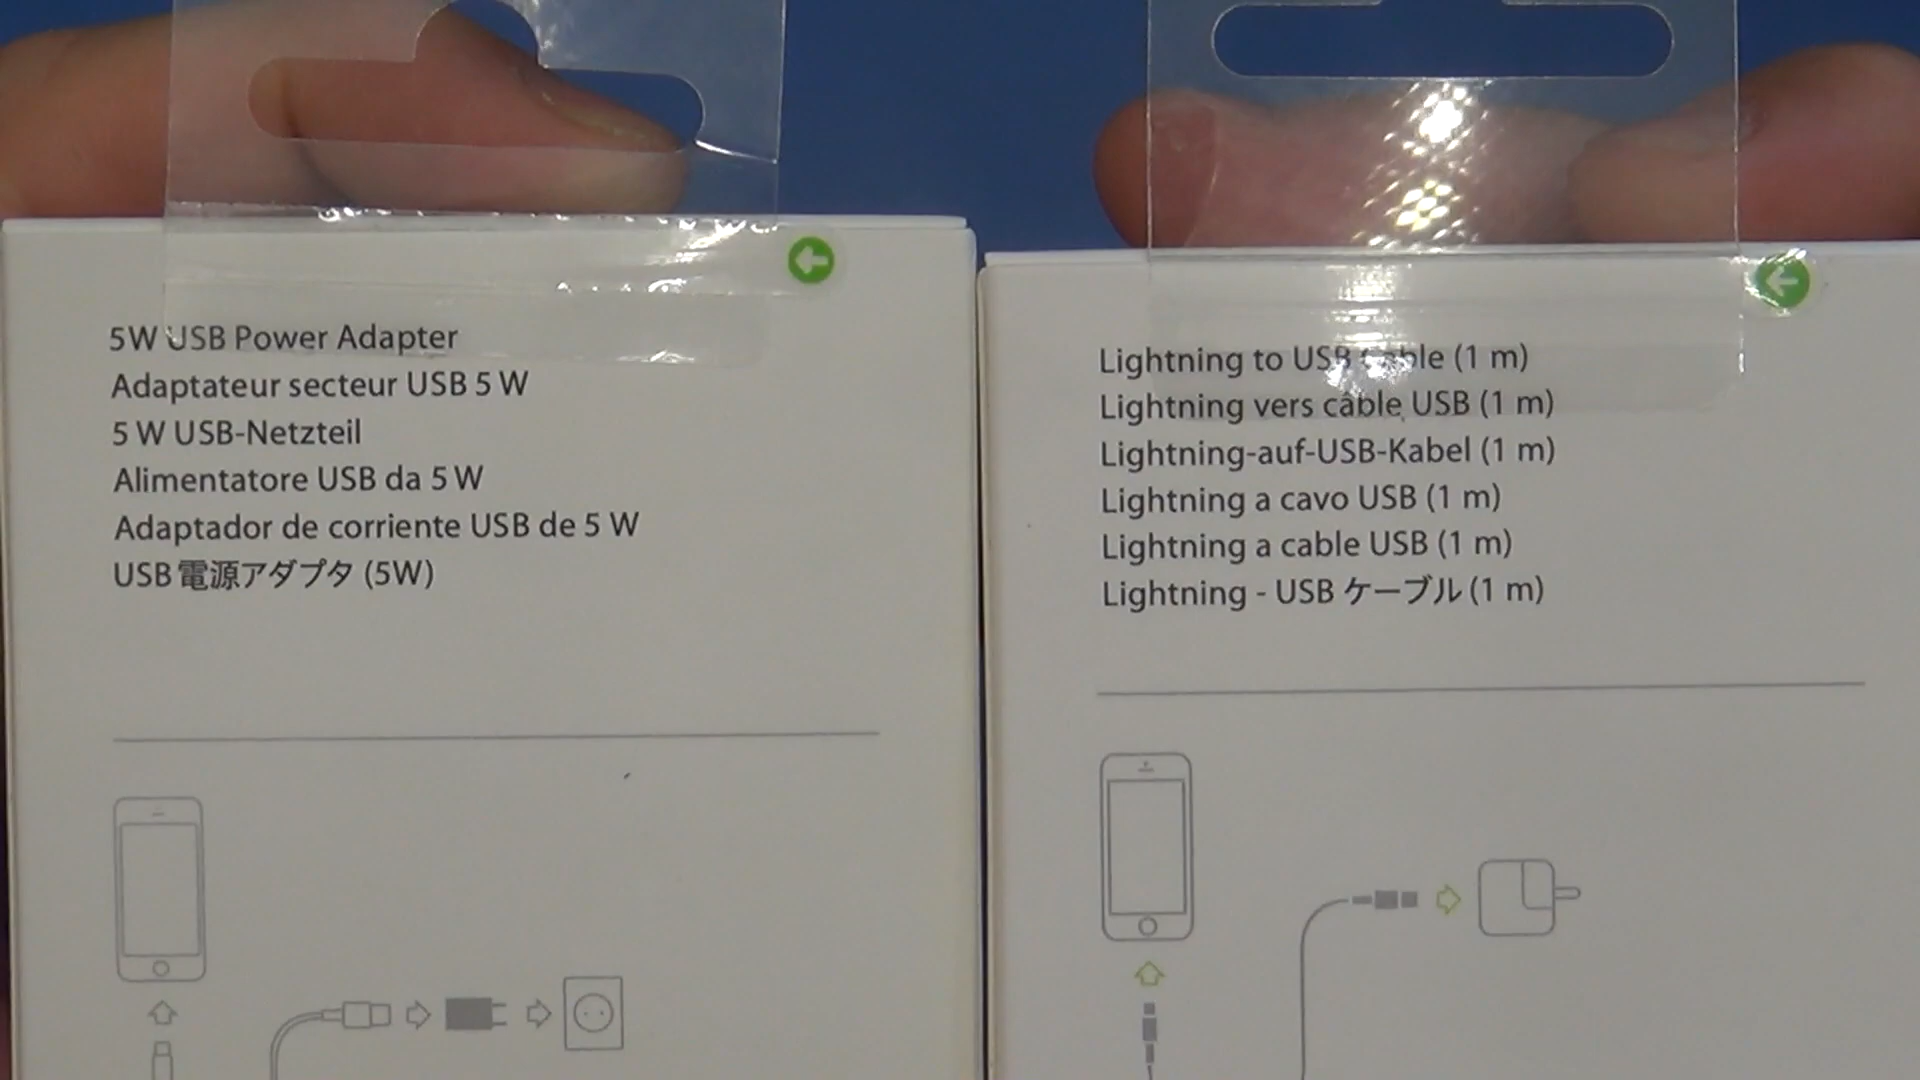 5W USB Power Adapter
Adaptateur secteur USB 5 W
5 W USB-Netzteil
Alimentatore USB da 5 W
Adaptador de corriente USB de 5 W
USB 電源アダプタ (5W)
Lightning to USB Cable (1 m)
Lightning vers câble USB (1 m)
Lightning-auf-USB-Kabel (1 m)
Lightning a cavo USB (1 m)
Lightning a cable USB (1 m)
Lightning - USB ケーブル (1 m)